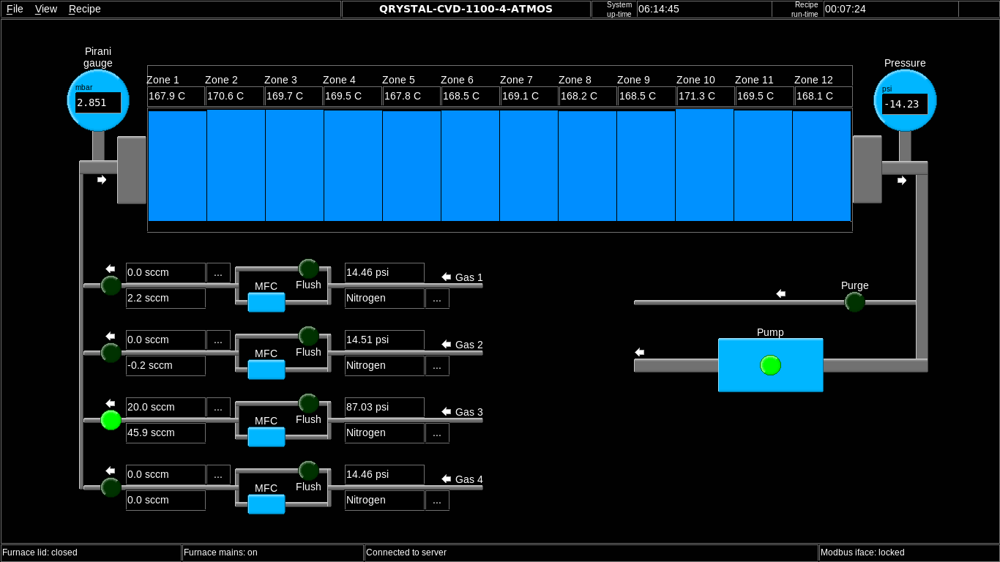 File View Recipe QRYSTAL-CVD-1100-4-ATMOS System up-time 06:14:45 Recipe run-time 00:07:24
Pirani gauge
mbar
2.851
Zone 1 Zone 2 Zone 3 Zone 4 Zone 5 Zone 6 Zone 7 Zone 8 Zone 9 Zone 10 Zone 11 Zone 12
167.9 C 170.6 C 169.7 C 169.5 C 167.8 C 168.5 C 169.1 C 168.2 C 168.5 C 171.3 C 169.5 C 168.1 C
Pressure
psi
-14.23
0.0 sccm ... 14.46 psi Gas 1
MFC Flush
2.2 sccm Nitrogen ...
0.0 sccm ... 14.51 psi Gas 2
MFC Flush
-0.2 sccm Nitrogen ...
20.0 sccm ... 87.03 psi Gas 3
MFC Flush
45.9 sccm Nitrogen ...
0.0 sccm ... 14.46 psi Gas 4
MFC Flush
0.0 sccm Nitrogen ...
Purge
Pump
Furnace lid: closed Furnace mains: on Connected to server Modbus iface: locked